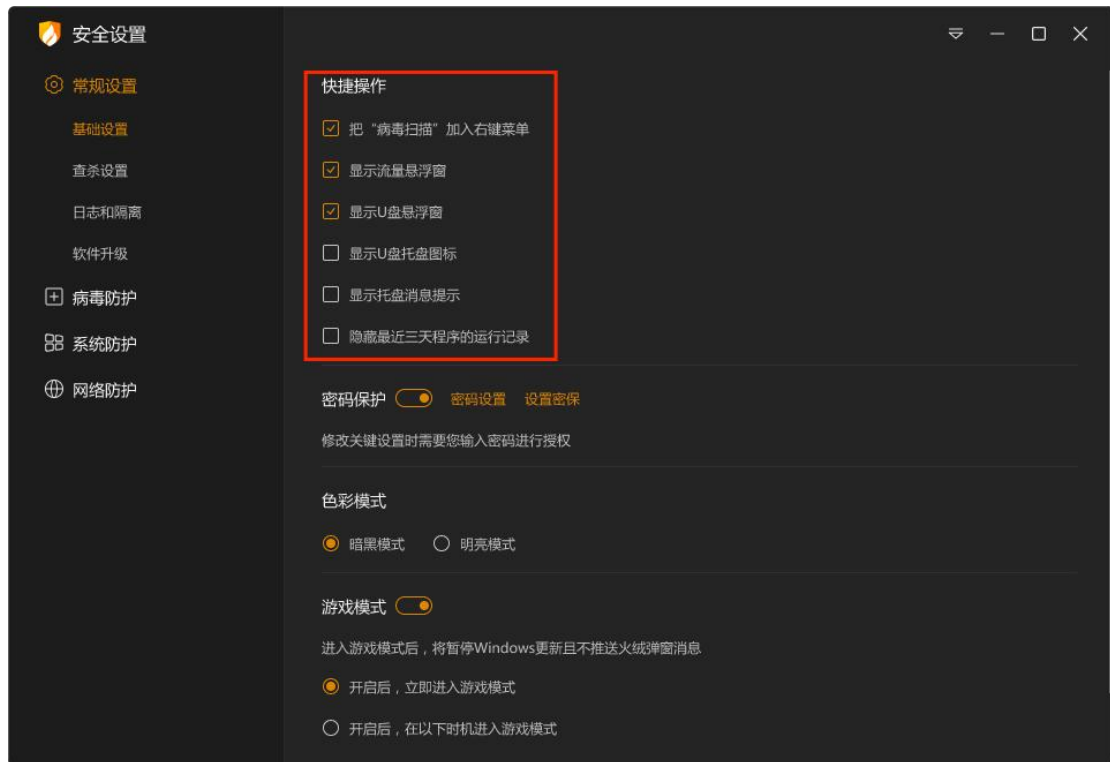 安全设置
常规设置
基础设置
查杀设置
日志和隔离
软件升级
病毒防护
系统防护
网络防护
快捷操作
把“病毒扫描”加入右键菜单
显示流量悬浮窗
显示U盘悬浮窗
显示U盘托盘图标
显示托盘消息提示
隐藏最近三天程序的运行记录
密码保护 密码设置 设置密保
修改关键设置时需要您输入密码进行授权
色彩模式
暗黑模式 明亮模式
游戏模式
进入游戏模式后，将暂停Windows更新且不推送火绒弹窗消息
开启后，立即进入游戏模式
开启后，在以下时机进入游戏模式